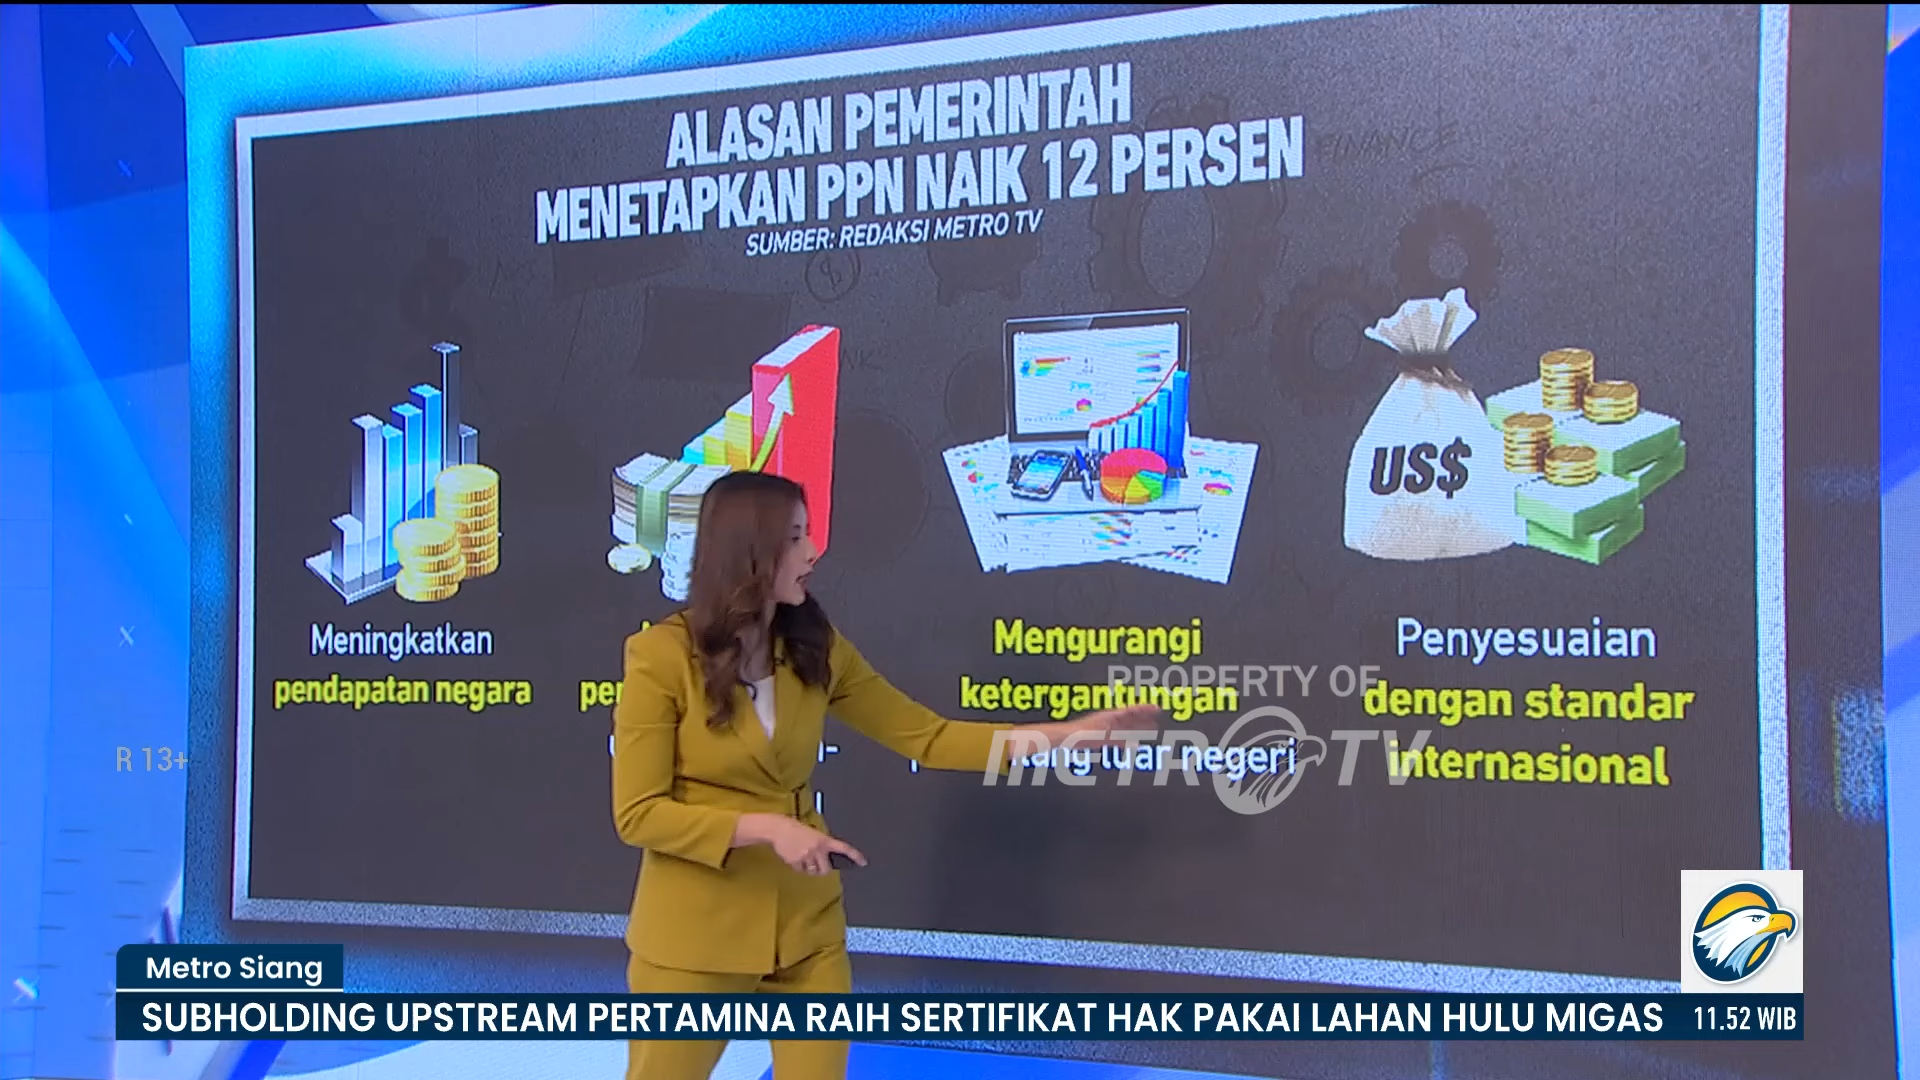 ALASAN PEMERINTAH
MENETAPKAN PPN NAIK 12 PERSEN
SUMBER: REDAKSI METRO TV
FINANCE
US$
Meningkatkan
pendapatan negara
Mengurangi
ketergantungan
luar negeri
Penyesuaian
dengan standar
internasional
PROPERTY OF
METRO TV
R 13+
Metro Siang
SUBHOLDING UPSTREAM PERTAMINA RAIH SERTIFIKAT HAK PAKAI LAHAN HULU MIGAS
11.52 WIB